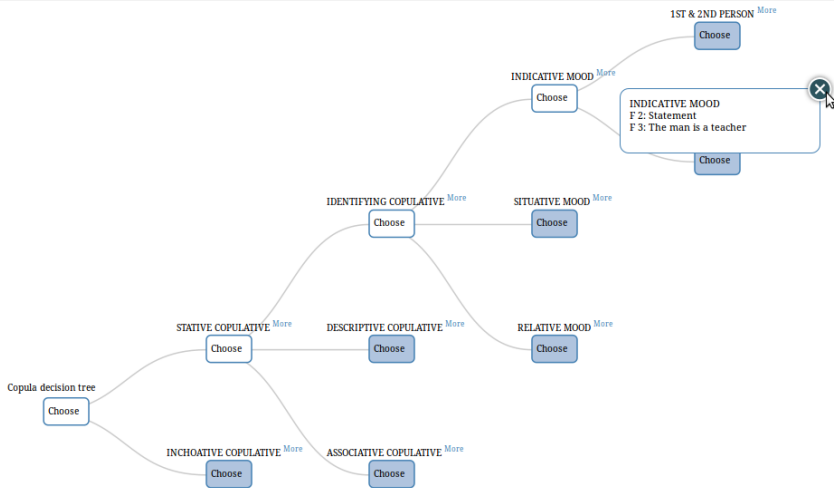 1ST & 2ND PERSON More
Choose
INDICATIVE MOOD More
Choose
INDICATIVE MOOD
F 2: Statement
F 3: The man is a teacher
Choose
IDENTIFYING COPULATIVE More
Choose
SITUATIVE MOOD More
Choose
STATIVE COPULATIVE More
Choose
DESCRIPTIVE COPULATIVE More
Choose
RELATIVE MOOD More
Choose
Copula decision tree
Choose
INCHOATIVE COPULATIVE More
Choose
ASSOCIATIVE COPULATIVE More
Choose